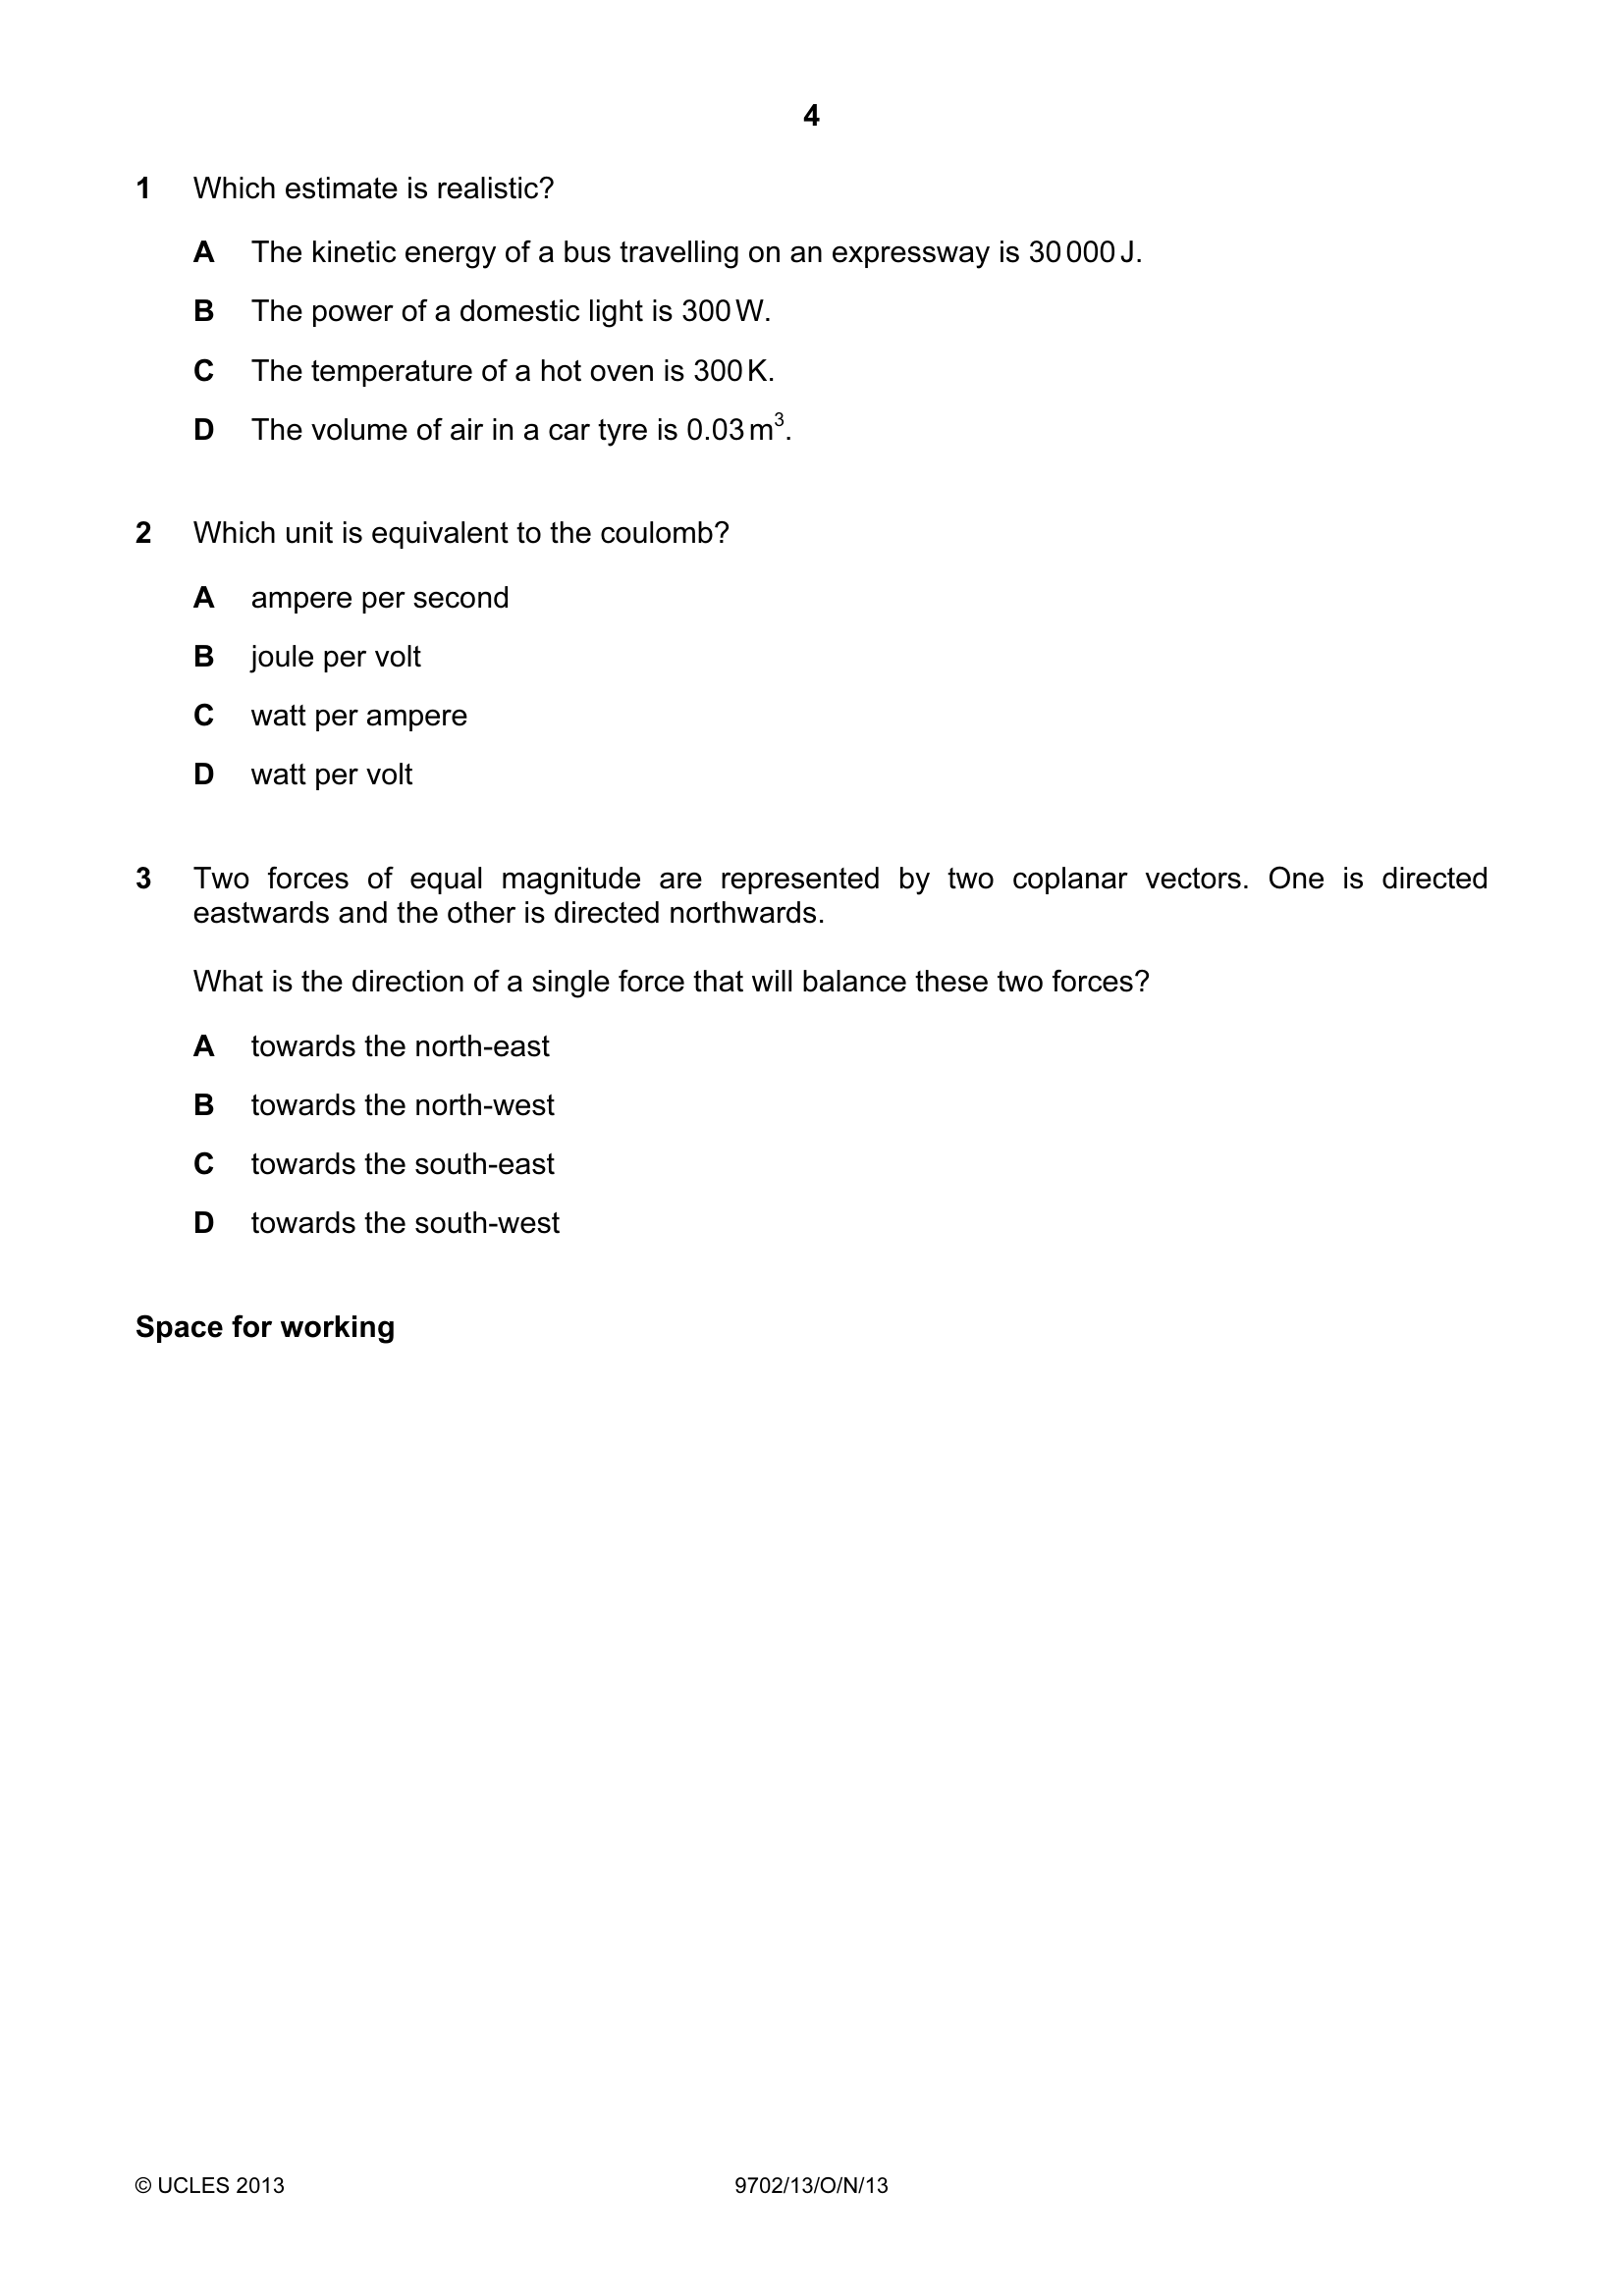 4
1 Which estimate is realistic?
A The kinetic energy of a bus travelling on an expressway is 30 000 J.
B The power of a domestic light is 300 W.
C The temperature of a hot oven is 300 K.
D The volume of air in a car tyre is 0.03 m³.
2 Which unit is equivalent to the coulomb?
A ampere per second
B joule per volt
C watt per ampere
D watt per volt
3 Two forces of equal magnitude are represented by two coplanar vectors. One is directed
eastwards and the other is directed northwards.
What is the direction of a single force that will balance these two forces?
A towards the north-east
B towards the north-west
C towards the south-east
D towards the south-west
Space for working
© UCLES 2013 9702/13/O/N/13